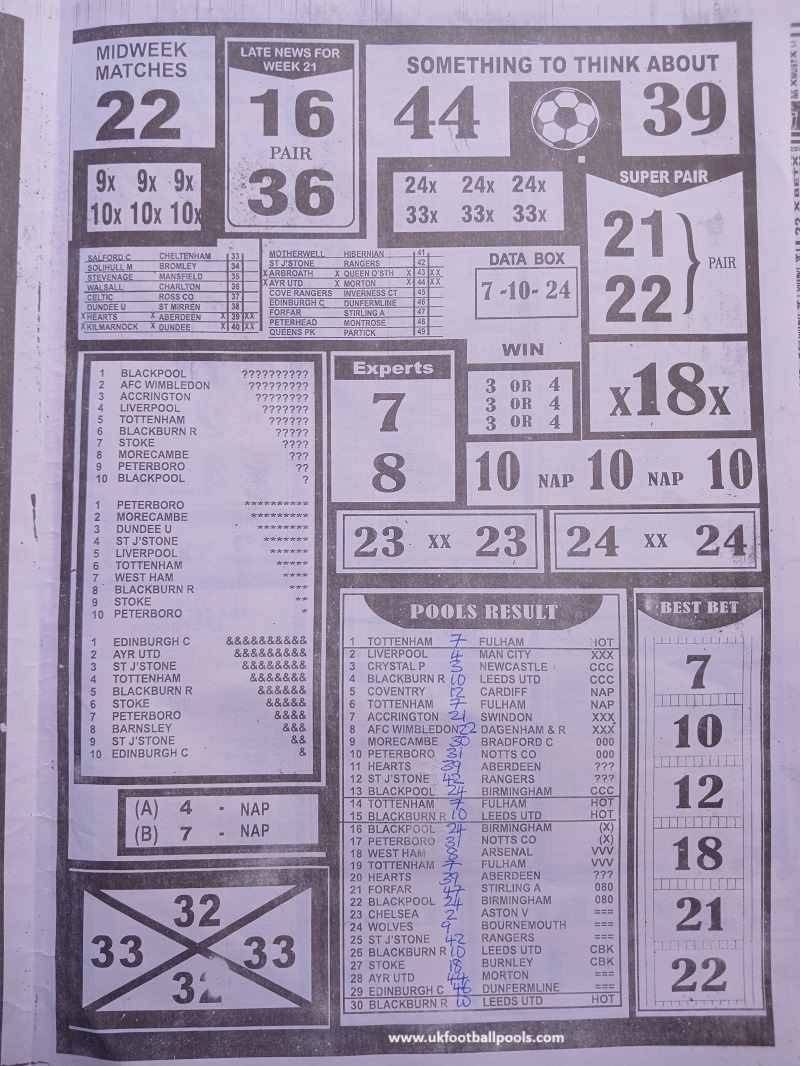 MIDWEEK
MATCHES
22
LATE NEWS FOR
WEEK 21
16
PAIR
36
SOMETHING TO THINK ABOUT
44 39
9x 9x 9x
10x 10x 10x
24x 24x 24x
33x 33x 33x
SUPER PAIR
21
22
PAIR
SALFORD C CHELTENHAM 33
SOLIHULL M BROMLEY 34
STEVENAGE MANSFIELD 35
WALSALL CHARLTON 36
CELTIC ROSS CO 37
DUNDEE U ST MIRREN 38
X HEARTS X ABERDEEN X 39 XX
X KILMARNOCK X DUNDEE X 40 XX
MOTHERWELL HIBERNIAN 41
ST J'STONE RANGERS 42
X ARBROATH X QUEEN O'STH X 43 XX
X AYR UTD X MORTON X 44 XX
COVE RANGERS INVERNESS CT 45
EDINBURGH C DUNFERMLINE 46
FORFAR STIRLING A 47
PETERHEAD MONTROSE 48
QUEENS PK PARTICK 49
DATA BOX
7 -10- 24
WIN
3 OR 4
3 OR 4
3 OR 4
x18x
Experts
7
8
10 NAP 10 NAP 10
23 XX 23
24 XX 24
1 BLACKPOOL ??????????
2 AFC WIMBLEDON ?????????
3 ACCRINGTON ????????
4 LIVERPOOL ???????
5 TOTTENHAM ??????
6 BLACKBURN R ?????
7 STOKE ????
8 MORECAMBE ???
9 PETERBORO ??
10 BLACKPOOL ?
1 PETERBORO **********
2 MORECAMBE *********
3 DUNDEE U ********
4 ST J'STONE *******
5 LIVERPOOL ******
6 TOTTENHAM *****
7 WEST HAM ****
8 BLACKBURN R ***
9 STOKE **
10 PETERBORO *
1 EDINBURGH C &&&&&&&&&&
2 AYR UTD &&&&&&&&&
3 ST J'STONE &&&&&&&&
4 TOTTENHAM &&&&&&&
5 BLACKBURN R &&&&&&
6 STOKE &&&&&
7 PETERBORO &&&&
8 BARNSLEY &&&
9 ST J'STONE &&
10 EDINBURGH C &
(A) 4 - NAP
(B) 7 - NAP
32
33 33
32
POOLS RESULT
1 TOTTENHAM 7 FULHAM HOT
2 LIVERPOOL 4 MAN CITY XXX
3 CRYSTAL P 3 NEWCASTLE CCC
4 BLACKBURN R 10 LEEDS UTD CCC
5 COVENTRY 12 CARDIFF NAP
6 TOTTENHAM 7 FULHAM NAP
7 ACCRINGTON 21 SWINDON XXX
8 AFC WIMBLEDON 22 DAGENHAM & R XXX
9 MORECAMBE 30 BRADFORD C 000
10 PETERBORO 31 NOTTS CO 000
11 HEARTS 39 ABERDEEN ???
12 ST J'STONE 42 RANGERS ???
13 BLACKPOOL 24 BIRMINGHAM CCC
14 TOTTENHAM 7 FULHAM HOT
15 BLACKBURN R 10 LEEDS UTD HOT
16 BLACKPOOL 24 BIRMINGHAM (X)
17 PETERBORO 31 NOTTS CO (X)
18 WEST HAM 8 ARSENAL VVV
19 TOTTENHAM 7 FULHAM VVV
20 HEARTS 39 ABERDEEN ???
21 FORFAR 47 STIRLING A 080
22 BLACKPOOL 24 BIRMINGHAM 080
23 CHELSEA 2 ASTON V ===
24 WOLVES 9 BOURNEMOUTH ===
25 ST J'STONE 42 RANGERS ===
26 BLACKBURN R 10 LEEDS UTD CBK
27 STOKE 18 BURNLEY CBK
28 AYR UTD 44 MORTON ===
29 EDINBURGH C 46 DUNFERMLINE ===
30 BLACKBURN R 10 LEEDS UTD HOT
BEST BET
7
10
12
18
21
22
www.ukfootballpools.com